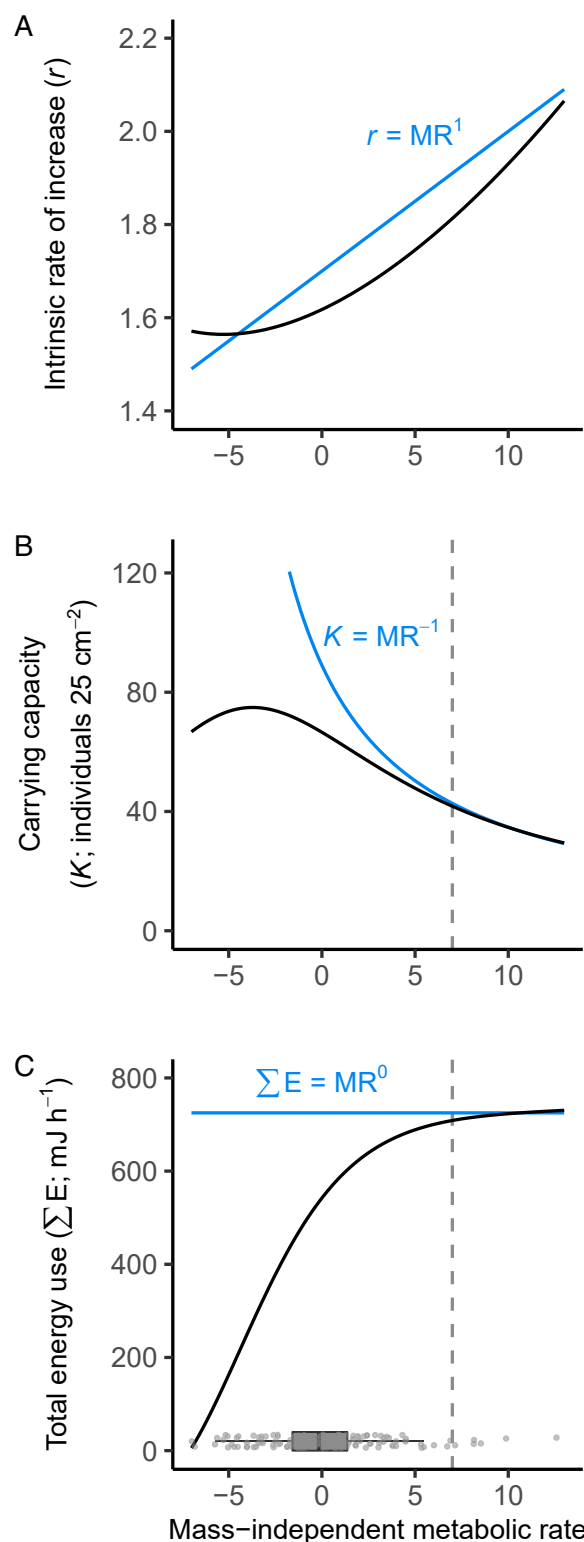 A
Intrinsic rate of increase (r)
2.2
2.0
1.8
1.6
1.4
r = MR¹
−5 0 5 10
B
Carrying capacity
(K; individuals 25 cm⁻²)
120
80
40
0
K = MR⁻¹
−5 0 5 10
C
Total energy use (∑ E; mJ h⁻¹)
800
600
400
200
0
∑ E = MR⁰
−5 0 5 10
Mass−independent metabolic rate